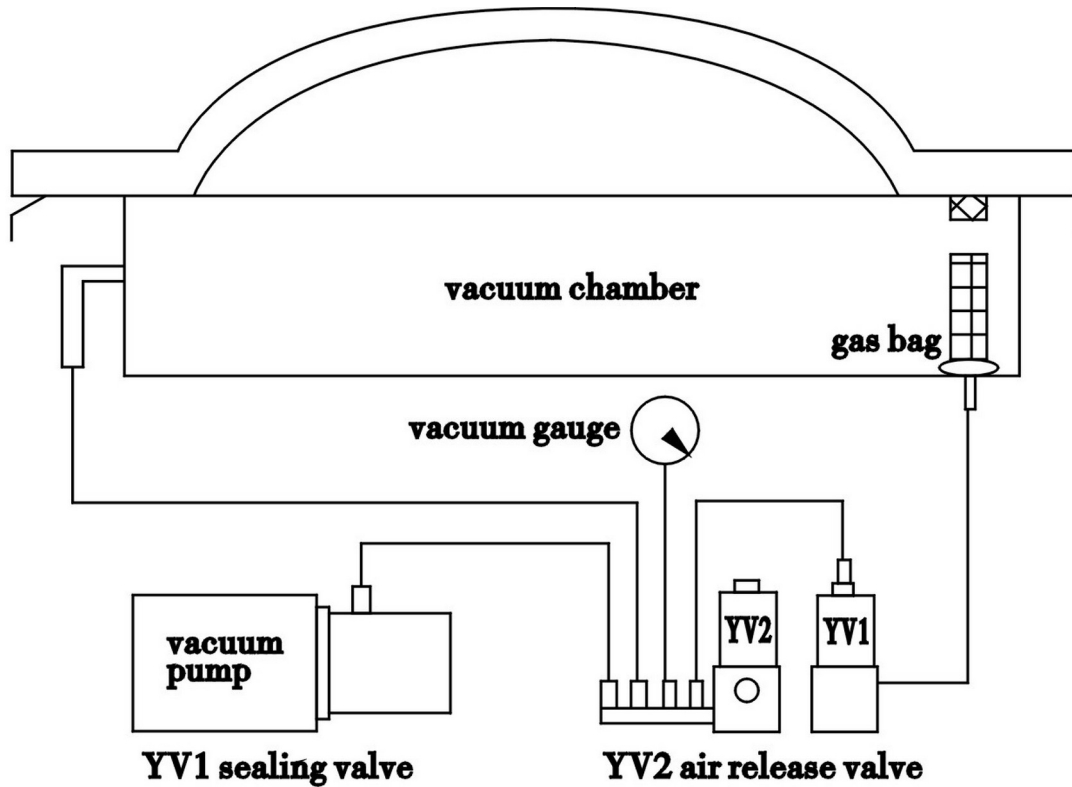 vacuum chamber
gas bag
vacuum gauge
YV2
YV1
vacuum
pump
YV1 sealing valve
YV2 air release valve